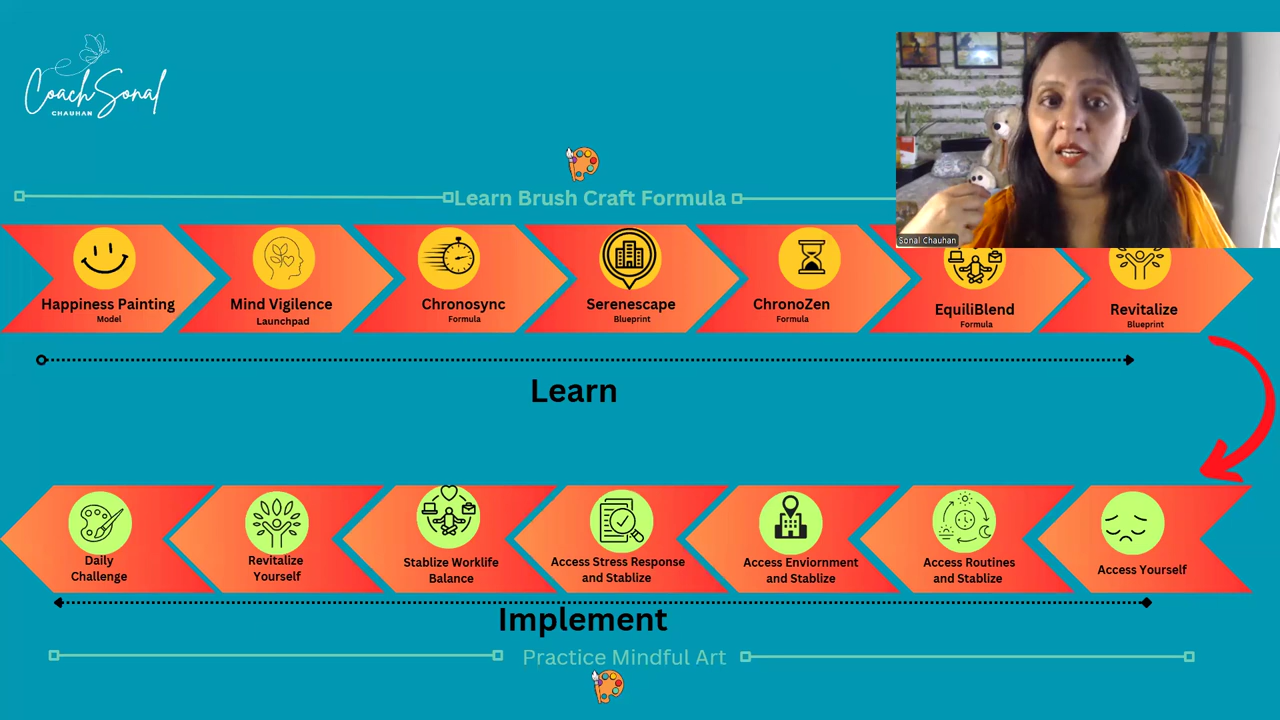 Coach Sonal
CHAUHAN
Learn Brush Craft Formula
Sonal Chauhan
Happiness Painting
Model
Mind Vigilence
Launchpad
Chronosync
Formula
Serenescape
Blueprint
ChronoZen
Formula
EquiliBlend
Formula
Revitalize
Blueprint
Learn
Daily
Challenge
Revitalize
Yourself
Stablize Worklife
Balance
Access Stress Response
and Stablize
Access Enviornment
and Stablize
Access Routines
and Stablize
Access Yourself
Implement
Practice Mindful Art